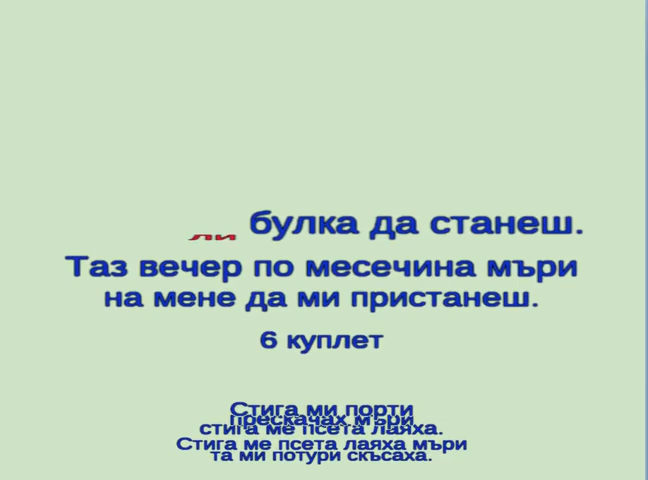 ли булка да станеш.
Таз вечер по месечина мъри
на мене да ми пристанеш.
6 куплет
Стига ми порти
прескачах мъри
стига ме псета лаяха.
Стига ме псета лаяха мъри
та ми потури скъсаха.